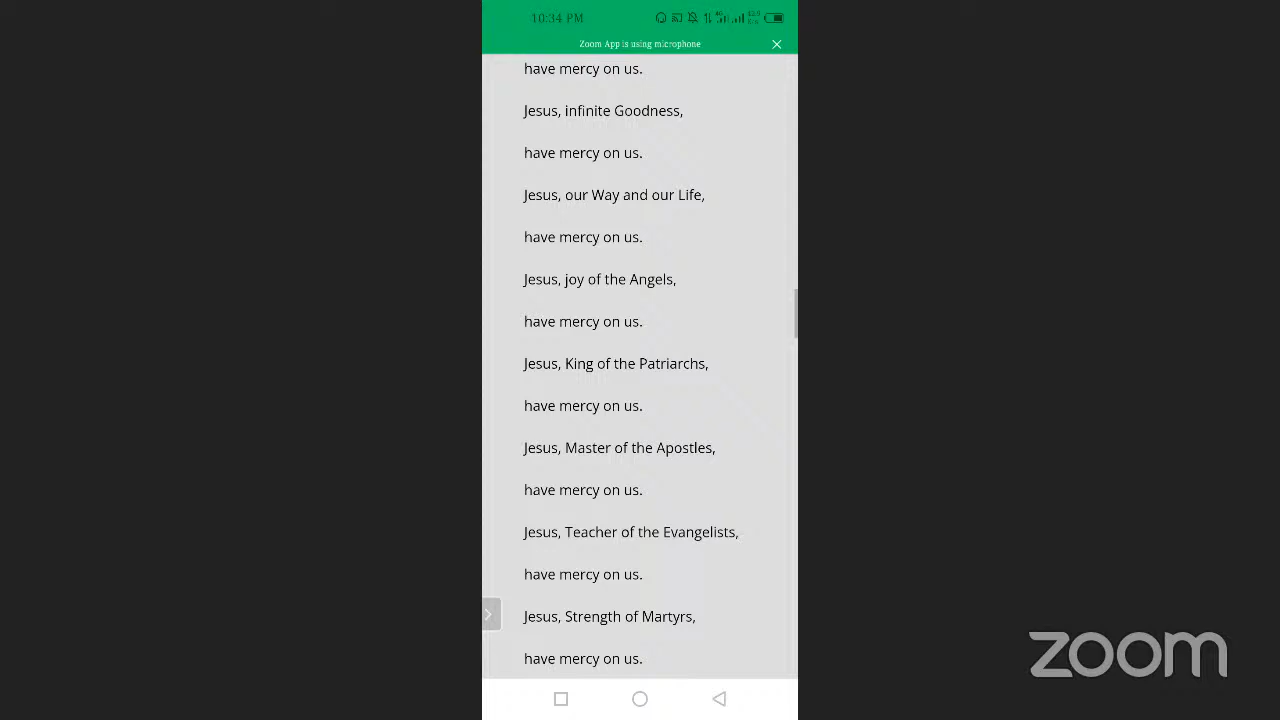 10:34 PM
Zoom App is using microphone
have mercy on us.
Jesus, infinite Goodness,
have mercy on us.
Jesus, our Way and our Life,
have mercy on us.
Jesus, joy of the Angels,
have mercy on us.
Jesus, King of the Patriarchs,
have mercy on us.
Jesus, Master of the Apostles,
have mercy on us.
Jesus, Teacher of the Evangelists,
have mercy on us.
Jesus, Strength of Martyrs,
have mercy on us.
zoom